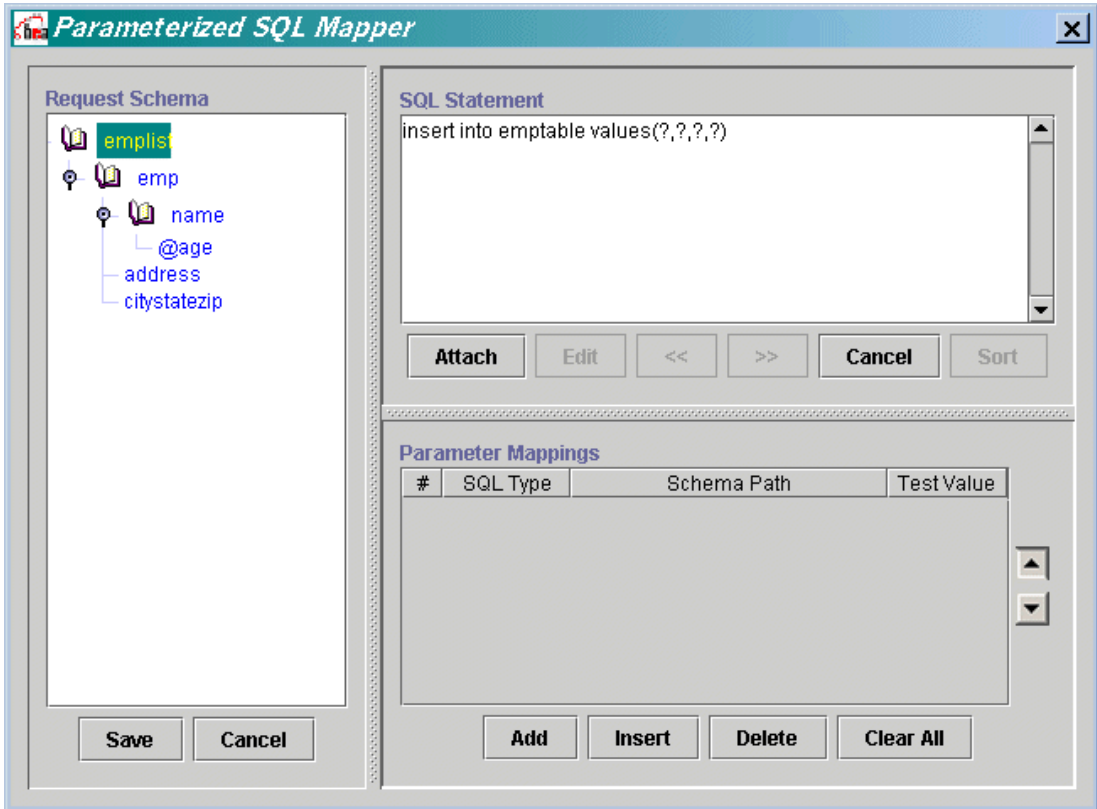 Parameterized SQL Mapper
Request Schema
emplist
emp
name
@age
address
citystatezip
Save Cancel
SQL Statement
insert into emptable values(?,?,?,?)
Attach Edit << >> Cancel Sort
Parameter Mappings
# SQL Type Schema Path Test Value
Add Insert Delete Clear All